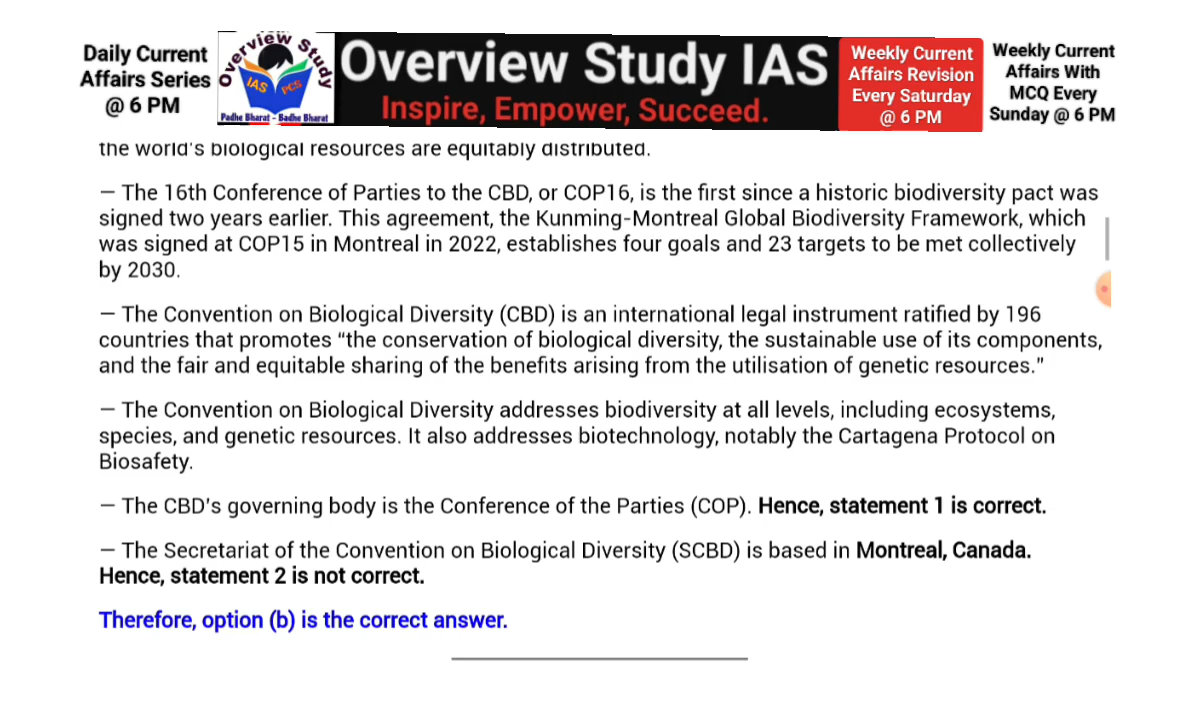 Daily Current
Affairs Series
@ 6 PM
Overview Study
IAS PCS
Padhe Bharat - Badhe Bharat
Overview Study IAS
Inspire, Empower, Succeed.
Weekly Current
Affairs Revision
Every Saturday
@ 6 PM
Weekly Current
Affairs With
MCQ Every
Sunday @ 6 PM
the world's biological resources are equitably distributed.
— The 16th Conference of Parties to the CBD, or COP16, is the first since a historic biodiversity pact was
signed two years earlier. This agreement, the Kunming-Montreal Global Biodiversity Framework, which
was signed at COP15 in Montreal in 2022, establishes four goals and 23 targets to be met collectively
by 2030.
— The Convention on Biological Diversity (CBD) is an international legal instrument ratified by 196
countries that promotes “the conservation of biological diversity, the sustainable use of its components,
and the fair and equitable sharing of the benefits arising from the utilisation of genetic resources."
— The Convention on Biological Diversity addresses biodiversity at all levels, including ecosystems,
species, and genetic resources. It also addresses biotechnology, notably the Cartagena Protocol on
Biosafety.
— The CBD's governing body is the Conference of the Parties (COP). Hence, statement 1 is correct.
— The Secretariat of the Convention on Biological Diversity (SCBD) is based in Montreal, Canada.
Hence, statement 2 is not correct.
Therefore, option (b) is the correct answer.